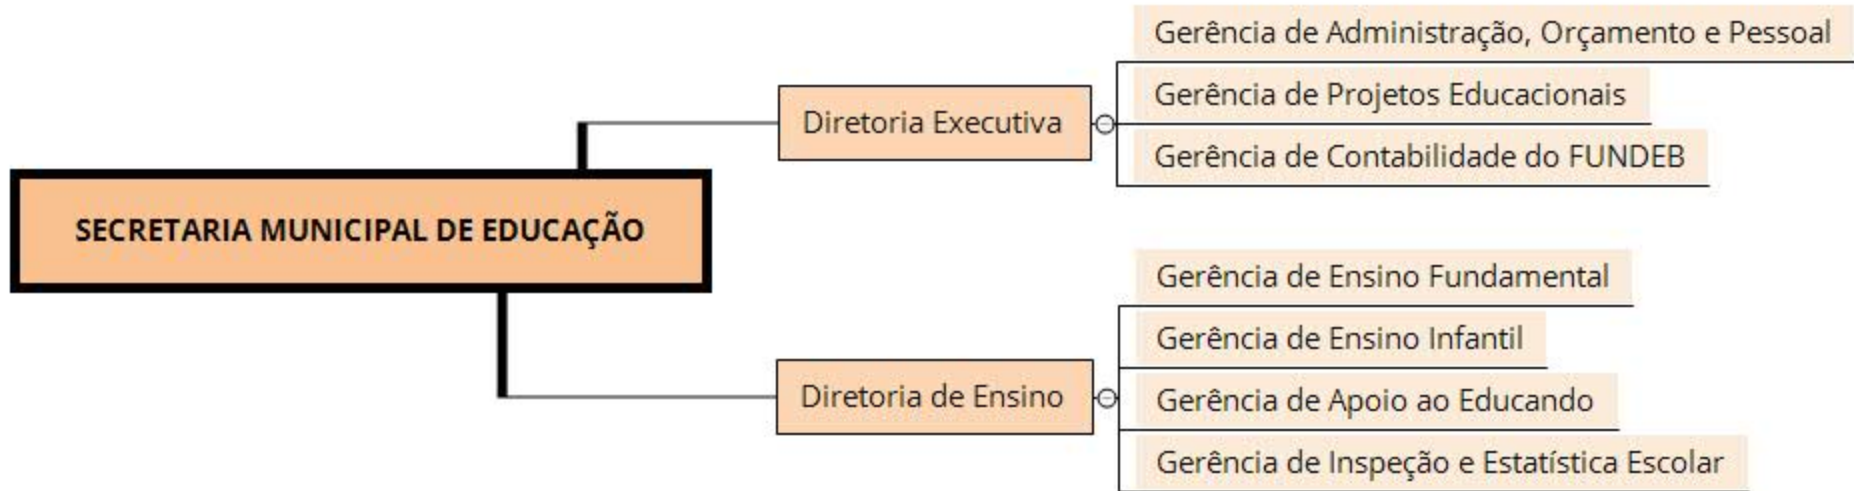 SECRETARIA MUNICIPAL DE EDUCAÇÃO
Diretoria Executiva
Gerência de Administração, Orçamento e Pessoal
Gerência de Projetos Educacionais
Gerência de Contabilidade do FUNDEB
Diretoria de Ensino
Gerência de Ensino Fundamental
Gerência de Ensino Infantil
Gerência de Apoio ao Educando
Gerência de Inspeção e Estatística Escolar